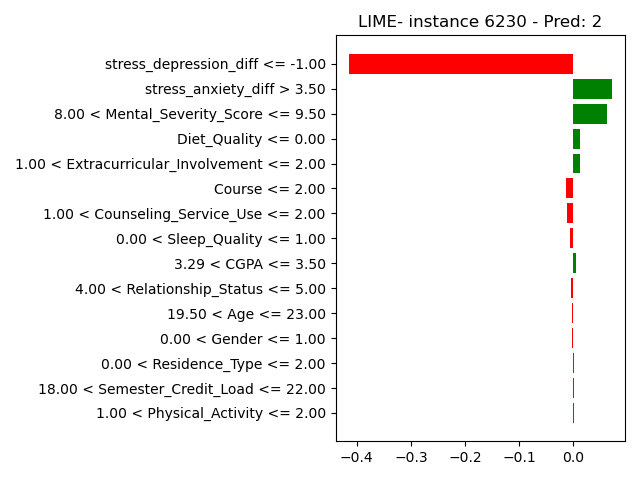 LIME- instance 6230 - Pred: 2
stress_depression_diff <= -1.00
stress_anxiety_diff > 3.50
8.00 < Mental_Severity_Score <= 9.50
Diet_Quality <= 0.00
1.00 < Extracurricular_Involvement <= 2.00
Course <= 2.00
1.00 < Counseling_Service_Use <= 2.00
0.00 < Sleep_Quality <= 1.00
3.29 < CGPA <= 3.50
4.00 < Relationship_Status <= 5.00
19.50 < Age <= 23.00
0.00 < Gender <= 1.00
0.00 < Residence_Type <= 2.00
18.00 < Semester_Credit_Load <= 22.00
1.00 < Physical_Activity <= 2.00
−0.4 −0.3 −0.2 −0.1 0.0